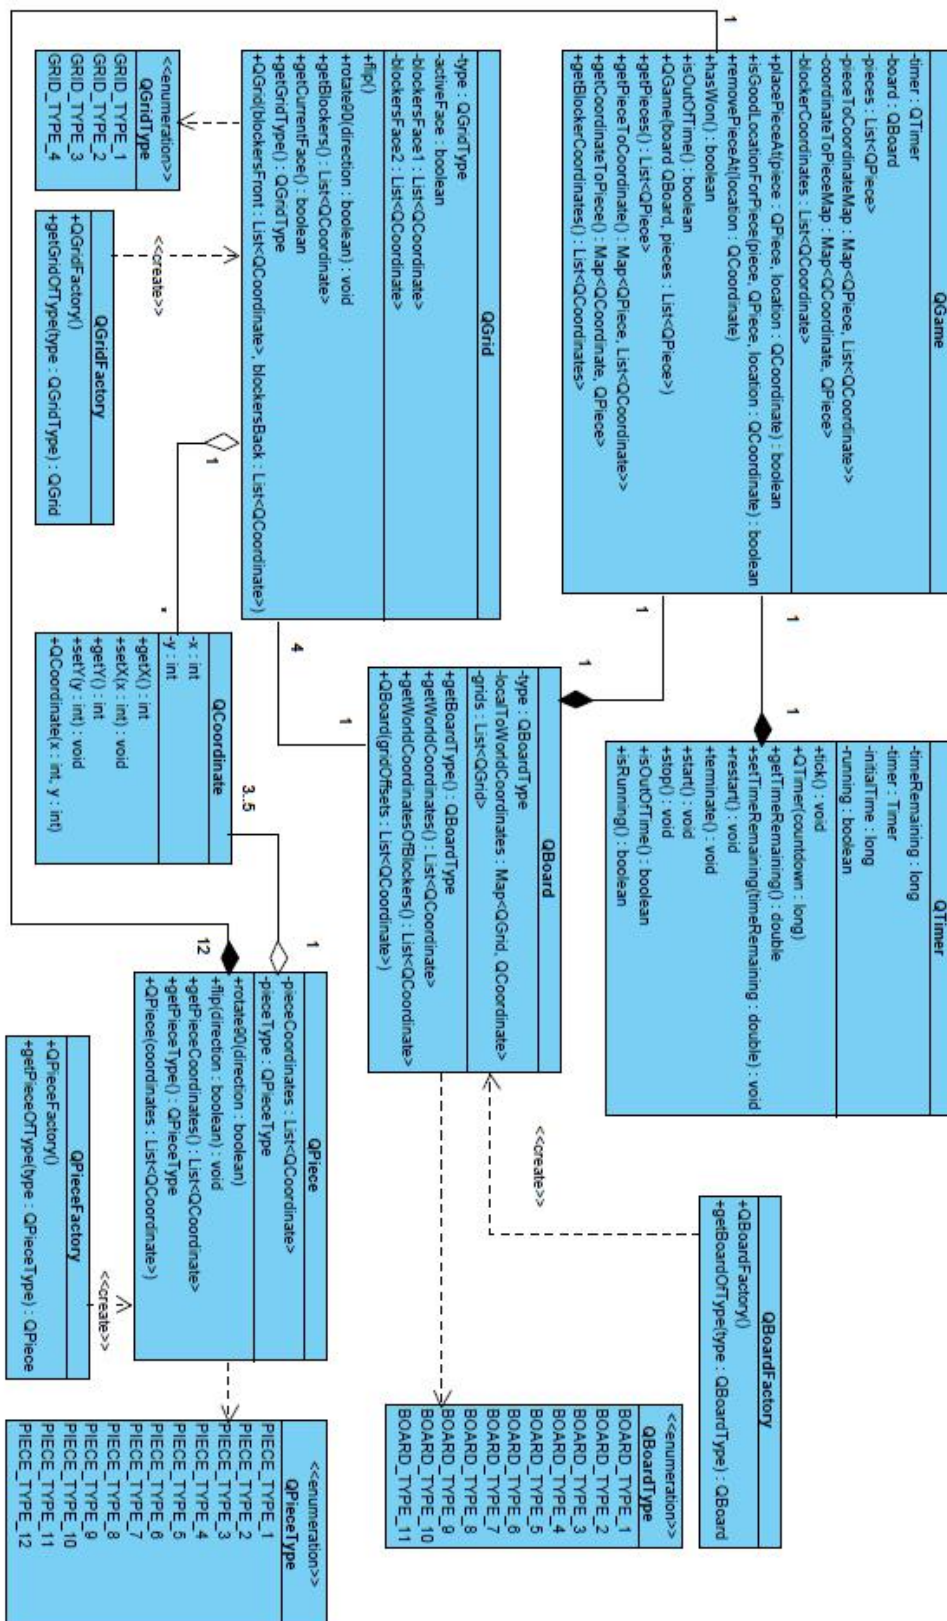 QGame
-timer : QTimer
-board : QBoard
-pieces : List<QPiece>
-pieceToCoordinateMap : Map<QPiece, List<QCoordinate>>
-coordinateToPieceMap : Map<QCoordinate, QPiece>
-blockerCoordinates : List<QCoordinate>
+placePieceAt(piece : QPiece, location : QCoordinate) : boolean
+isGoodLocationForPiece(piece, QPiece, location : QCoordinate) : boolean
+removePieceAt(location : QCoordinate)
+hasWon() : boolean
+isOutOfTime() : boolean
+QGame(board QBoard, pieces : List<QPiece>)
+getPieces() : List<QPiece>
+getPieceToCoordinate() : Map<QPiece, List<QCoordinate>>
+getCoordinateToPiece() : Map<QCoordinate, QPiece>
+getBlockerCoordinates() : List<QCoordinates>
1
1
1
1
1
QTimer
-timeRemaining : long
-timer : Timer
-initialTime : long
-running : boolean
+tick() : void
+QTimer(countdown : long)
+getTimeRemaining() : double
+setTimeRemaining(timeRemaining : double) : void
+restart() : void
+terminate() : void
+start() : void
+stop() : void
+isOutOfTime() : boolean
+isRunning() : boolean
QBoardFactory
+QBoardFactory()
+getBoardOfType(type : QBoardType) : QBoard
<<create>>
QBoard
-type : QBoardType
-localToWorldCoordinates : Map<QGrid, QCoordinate>
-grids : List<QGrid>
+getBoardType() : QBoardType
+getWorldCoordinates() : List<QCoordinate>
+getWorldCoordinatesOfBlockers() : List<QCoordinate>
+QBoard(gridOffsets : List<QCoordinate>)
4
1
<<enumeration>>
QBoardType
BOARD_TYPE_1
BOARD_TYPE_2
BOARD_TYPE_3
BOARD_TYPE_4
BOARD_TYPE_5
BOARD_TYPE_6
BOARD_TYPE_7
BOARD_TYPE_8
BOARD_TYPE_9
BOARD_TYPE_10
BOARD_TYPE_11
QGrid
-type : QGridType
-activeFace : boolean
-blockersFace1 : List<QCoordinate>
-blockersFace2 : List<QCoordinate>
+flip()
+rotate90(direction : boolean) : void
+getBlockers() : List<QCoordinate>
+getCurrentFace() : boolean
+getGridType() : QGridType
+QGrid(blockersFront : List<QCoordinate>, blockersBack : List<QCoordinate>)
1
*
<<enumeration>>
QGridType
GRID_TYPE_1
GRID_TYPE_2
GRID_TYPE_3
GRID_TYPE_4
<<create>>
QGridFactory
+QGridFactory()
+getGridOfType(type : QGridType) : QGrid
QCoordinate
-x : int
-y : int
+getX() : int
+setX(x : int) : void
+getY() : int
+setY(y : int) : void
+QCoordinate(x : int, y : int)
3..5
1
12
QPiece
-pieceCoordinates : List<QCoordinate>
-pieceType : QPieceType
+rotate90(direction : boolean)
+flip(direction : boolean) : void
+getPieceCoordinates() : List<QCoordinate>
+getPieceType() : QPieceType
+QPiece(coordinates : List<QCoordinate>)
<<create>>
QPieceFactory
+QPieceFactory()
+getPieceOfType(type : QPieceType) : QPiece
<<enumeration>>
QPieceType
PIECE_TYPE_1
PIECE_TYPE_2
PIECE_TYPE_3
PIECE_TYPE_4
PIECE_TYPE_5
PIECE_TYPE_6
PIECE_TYPE_7
PIECE_TYPE_8
PIECE_TYPE_9
PIECE_TYPE_10
PIECE_TYPE_11
PIECE_TYPE_12